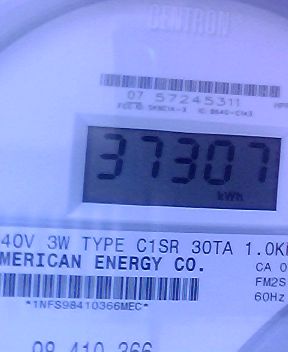 CENTRON
07 57245311
37307
kWh
40V 3W TYPE C1SR 30TA 1.0K
MERICAN ENERGY CO.
CA 0
FM2S
60Hz
*1NFS98410366MEC*
98 410 366